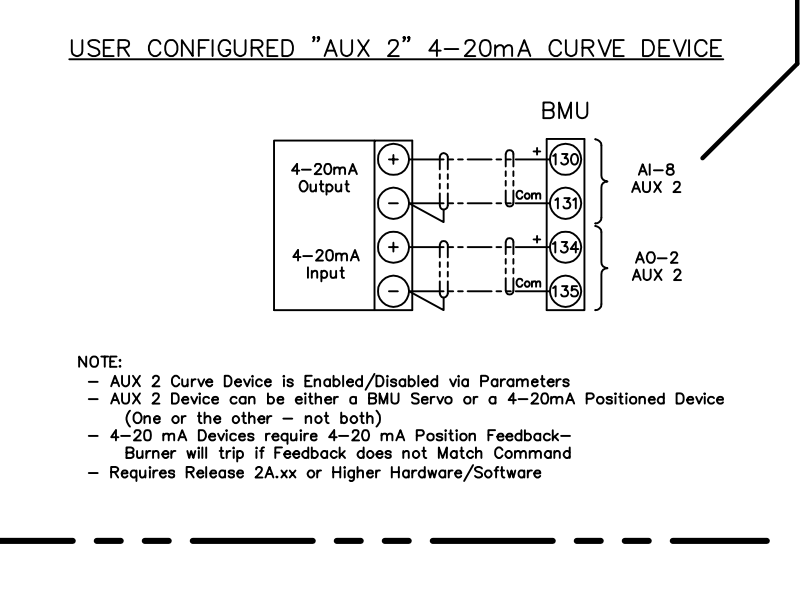 USER CONFIGURED "AUX 2" 4-20mA CURVE DEVICE
BMU
4-20mA
Output
+
-
+
Com
130
131
AI-8
AUX 2
4-20mA
Input
+
-
+
Com
134
135
AO-2
AUX 2
NOTE:
- AUX 2 Curve Device is Enabled/Disabled via Parameters
- AUX 2 Device can be either a BMU Servo or a 4-20mA Positioned Device
(One or the other - not both)
- 4-20 mA Devices require 4-20 mA Position Feedback-
Burner will trip if Feedback does not Match Command
- Requires Release 2A.xx or Higher Hardware/Software